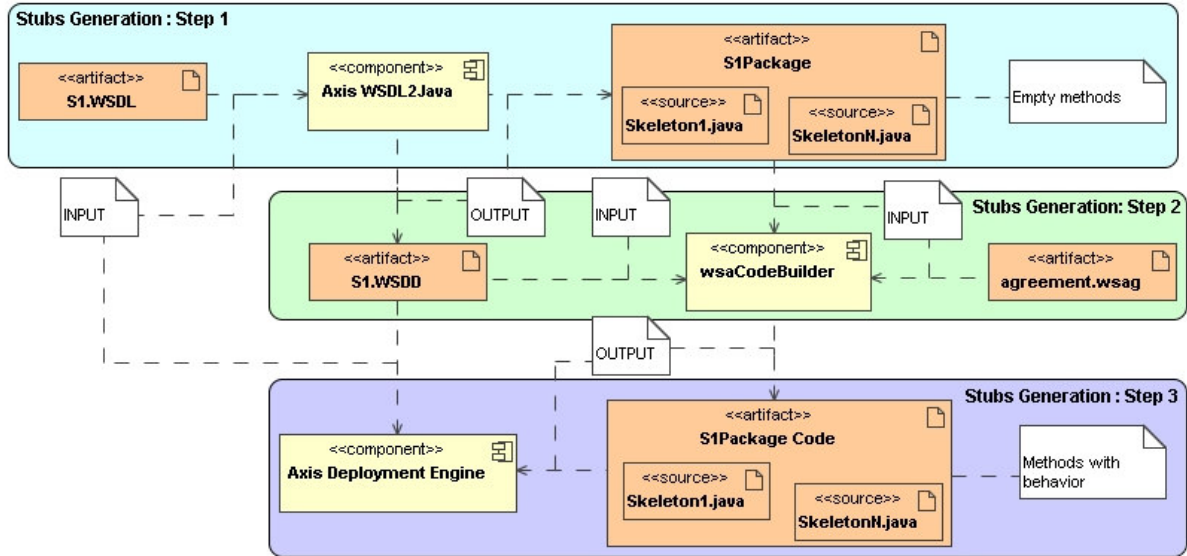 Stubs Generation : Step 1
<<artifact>>
S1.WSDL
<<component>>
Axis WSDL2Java
<<artifact>>
S1Package
<<source>>
Skeleton1.java
<<source>>
SkeletonN.java
Empty methods
INPUT
OUTPUT
INPUT
INPUT
Stubs Generation: Step 2
<<artifact>>
S1.WSDD
<<component>>
wsaCodeBuilder
<<artifact>>
agreement.wsag
OUTPUT
Stubs Generation : Step 3
<<component>>
Axis Deployment Engine
<<artifact>>
S1Package Code
<<source>>
Skeleton1.java
<<source>>
SkeletonN.java
Methods with
behavior